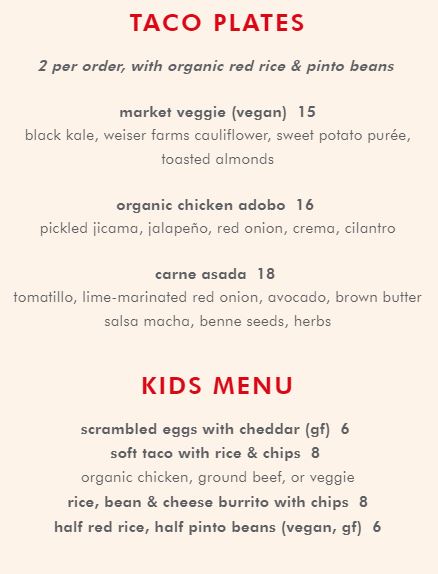 TACO PLATES
2 per order, with organic red rice & pinto beans
market veggie (vegan) 15
black kale, weiser farms cauliflower, sweet potato purée,
toasted almonds
organic chicken adobo 16
pickled jicama, jalapeño, red onion, crema, cilantro
carne asada 18
tomatillo, lime-marinated red onion, avocado, brown butter
salsa macha, benne seeds, herbs
KIDS MENU
scrambled eggs with cheddar (gf) 6
soft taco with rice & chips 8
organic chicken, ground beef, or veggie
rice, bean & cheese burrito with chips 8
half red rice, half pinto beans (vegan, gf) 6